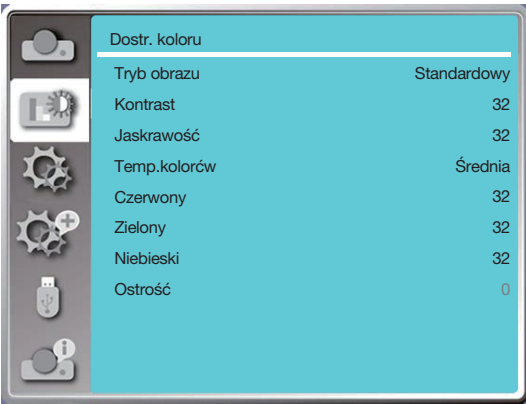 Dostr. koloru
Tryb obrazu Standardowy
Kontrast 32
Jaskrawość 32
Temp.kolorćw Średnia
Czerwony 32
Zielony 32
Niebieski 32
Ostrość 0